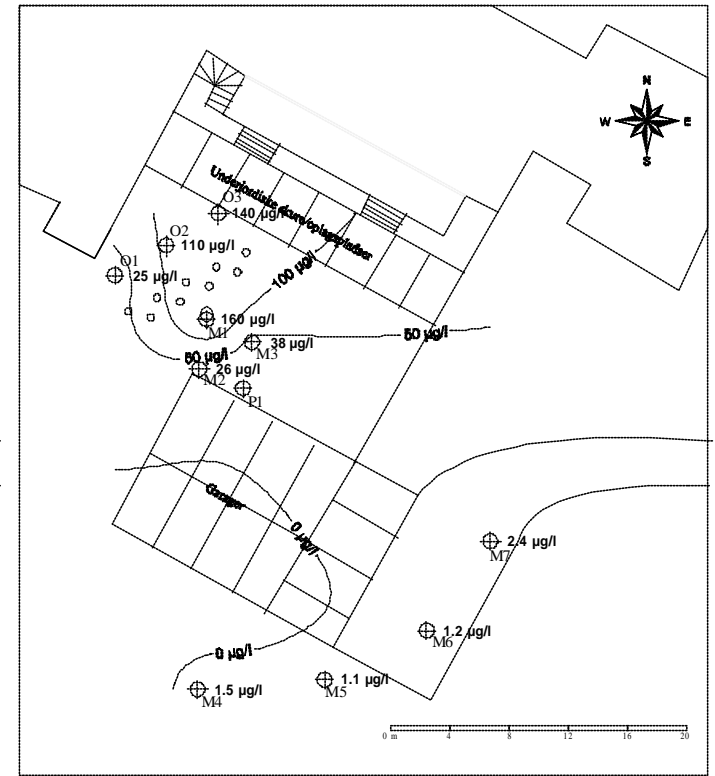 N
W E
S
Underjordiske skure/oplagspladser
O3
140 µg/l
O2
110 µg/l
O1
25 µg/l
100 µg/l
160 µg/l
M1
50 µg/l
38 µg/l
M3
50 µg/l
26 µg/l
M2
P1
Garager
0 µg/l
2.4 µg/l
M7
1.2 µg/l
M6
0 µg/l
1.1 µg/l
M5
1.5 µg/l
M4
0 m 4 8 12 16 20